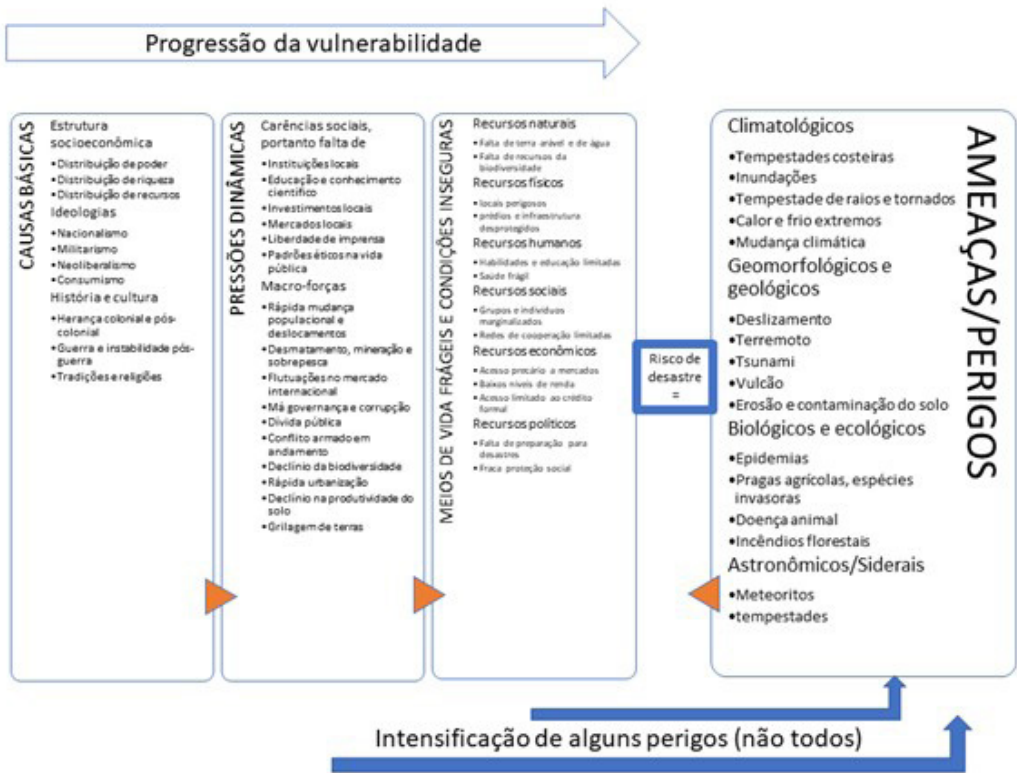 Progressão da vulnerabilidade
CAUSAS BÁSICAS
Estrutura
socioeconômica
•Distribuição de poder
•Distribuição de riqueza
•Distribuição de recursos
Ideologias
•Nacionalismo
•Militarismo
•Neoliberalismo
•Consumismo
História e cultura
•Herança colonial e pós-
colonial
•Guerra e instabilidade pós-
guerra
•Tradições e religiões
PRESSÕES DINÂMICAS
Carências sociais,
portanto falta de
•Instituições locais
•Educação e conhecimento
científico
•Investimentos locais
•Mercados locais
•Liberdade de imprensa
•Padrões éticos na vida
pública
Macro-forças
•Rápida mudança
populacional e
deslocamentos
•Desmatamento, mineração e
sobrepesca
•Flutuações no mercado
internacional
•Má governança e corrupção
•Dívida pública
•Conflito armado em
andamento
•Declínio da biodiversidade
•Rápida urbanização
•Declínio na produtividade do
solo
•Grilagem de terras
MEIOS DE VIDA FRÁGEIS E CONDIÇÕES INSEGURAS
Recursos naturais
•Falta de terra arável e de água
•Falta de recursos da
biodiversidade
Recursos físicos
•locais perigosos
•prédios e infraestrutura
desprotegidos
Recursos humanos
•Habilidades e educação limitadas
•Saúde frágil
Recursos sociais
•Grupos e indivíduos
marginalizados
•Redes de cooperação limitadas
Recursos econômicos
•Acesso precário a mercados
•Baixos níveis de renda
•Acesso limitado ao crédito
formal
Recursos políticos
•Falta de preparação para
desastres
•Fraca proteção social
Risco de
desastre
=
AMEAÇAS/PERIGOS
Climatológicos
•Tempestades costeiras
•Inundações
•Tempestade de raios e tornados
•Calor e frio extremos
•Mudança climática
Geomorfológicos e
geológicos
•Deslizamento
•Terremoto
•Tsunami
•Vulcão
•Erosão e contaminação do solo
Biológicos e ecológicos
•Epidemias
•Pragas agrícolas, espécies
invasoras
•Doença animal
•Incêndios florestais
Astronômicos/Siderais
•Meteoritos
•tempestades
Intensificação de alguns perigos (não todos)